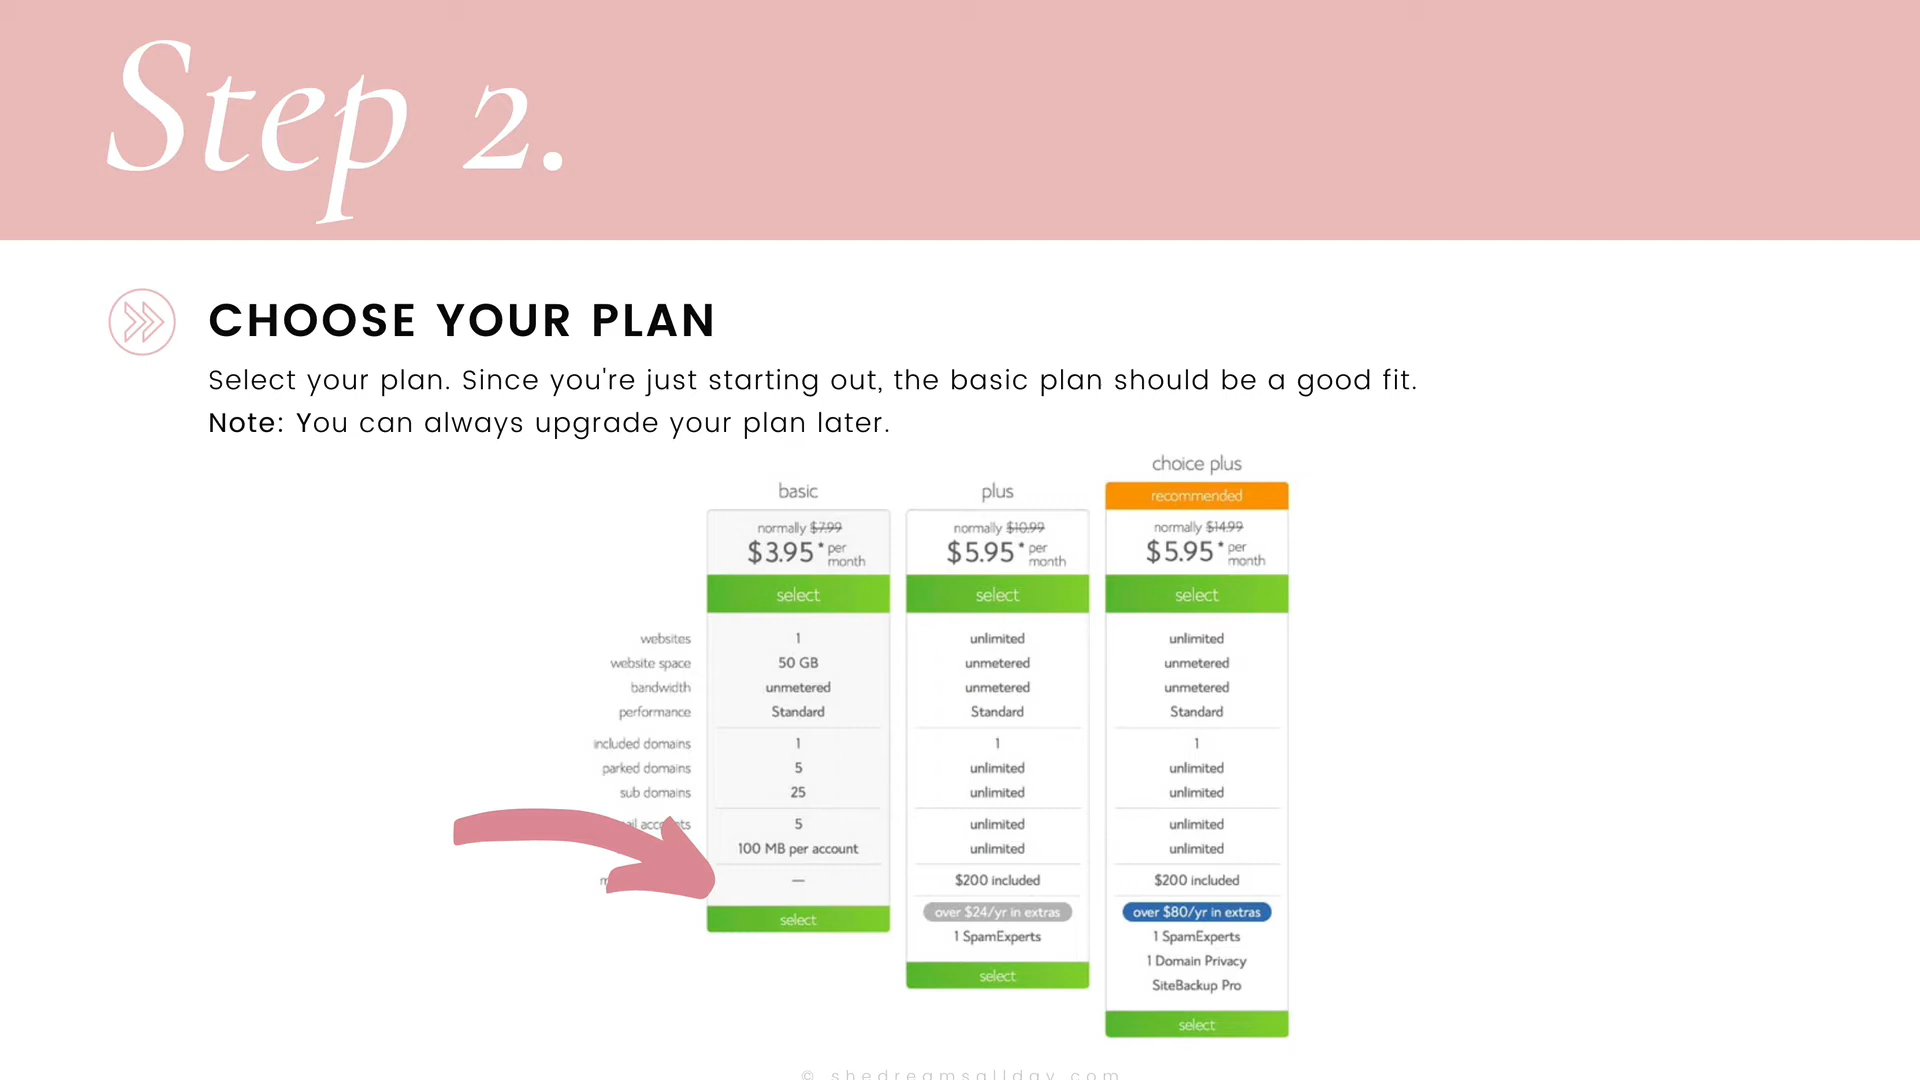 Step 2.
CHOOSE YOUR PLAN
Select your plan. Since you're just starting out, the basic plan should be a good fit.
Note: You can always upgrade your plan later.
choice plus
basic plus recommended
normally $7.99 normally $10.99 normally $14.99
$3.95* per month $5.95* per month $5.95* per month
select select select
websites 1 unlimited unlimited
website space 50 GB unmetered unmetered
bandwidth unmetered unmetered unmetered
performance Standard Standard Standard
included domains 1 1 1
parked domains 5 unlimited unlimited
sub domains 25 unlimited unlimited
5 unlimited unlimited
100 MB per account unlimited unlimited
— $200 included $200 included
select over $24/yr in extras over $80/yr in extras
1 SpamExperts 1 SpamExperts
1 Domain Privacy
select SiteBackup Pro
select
© shedreamsallday.com